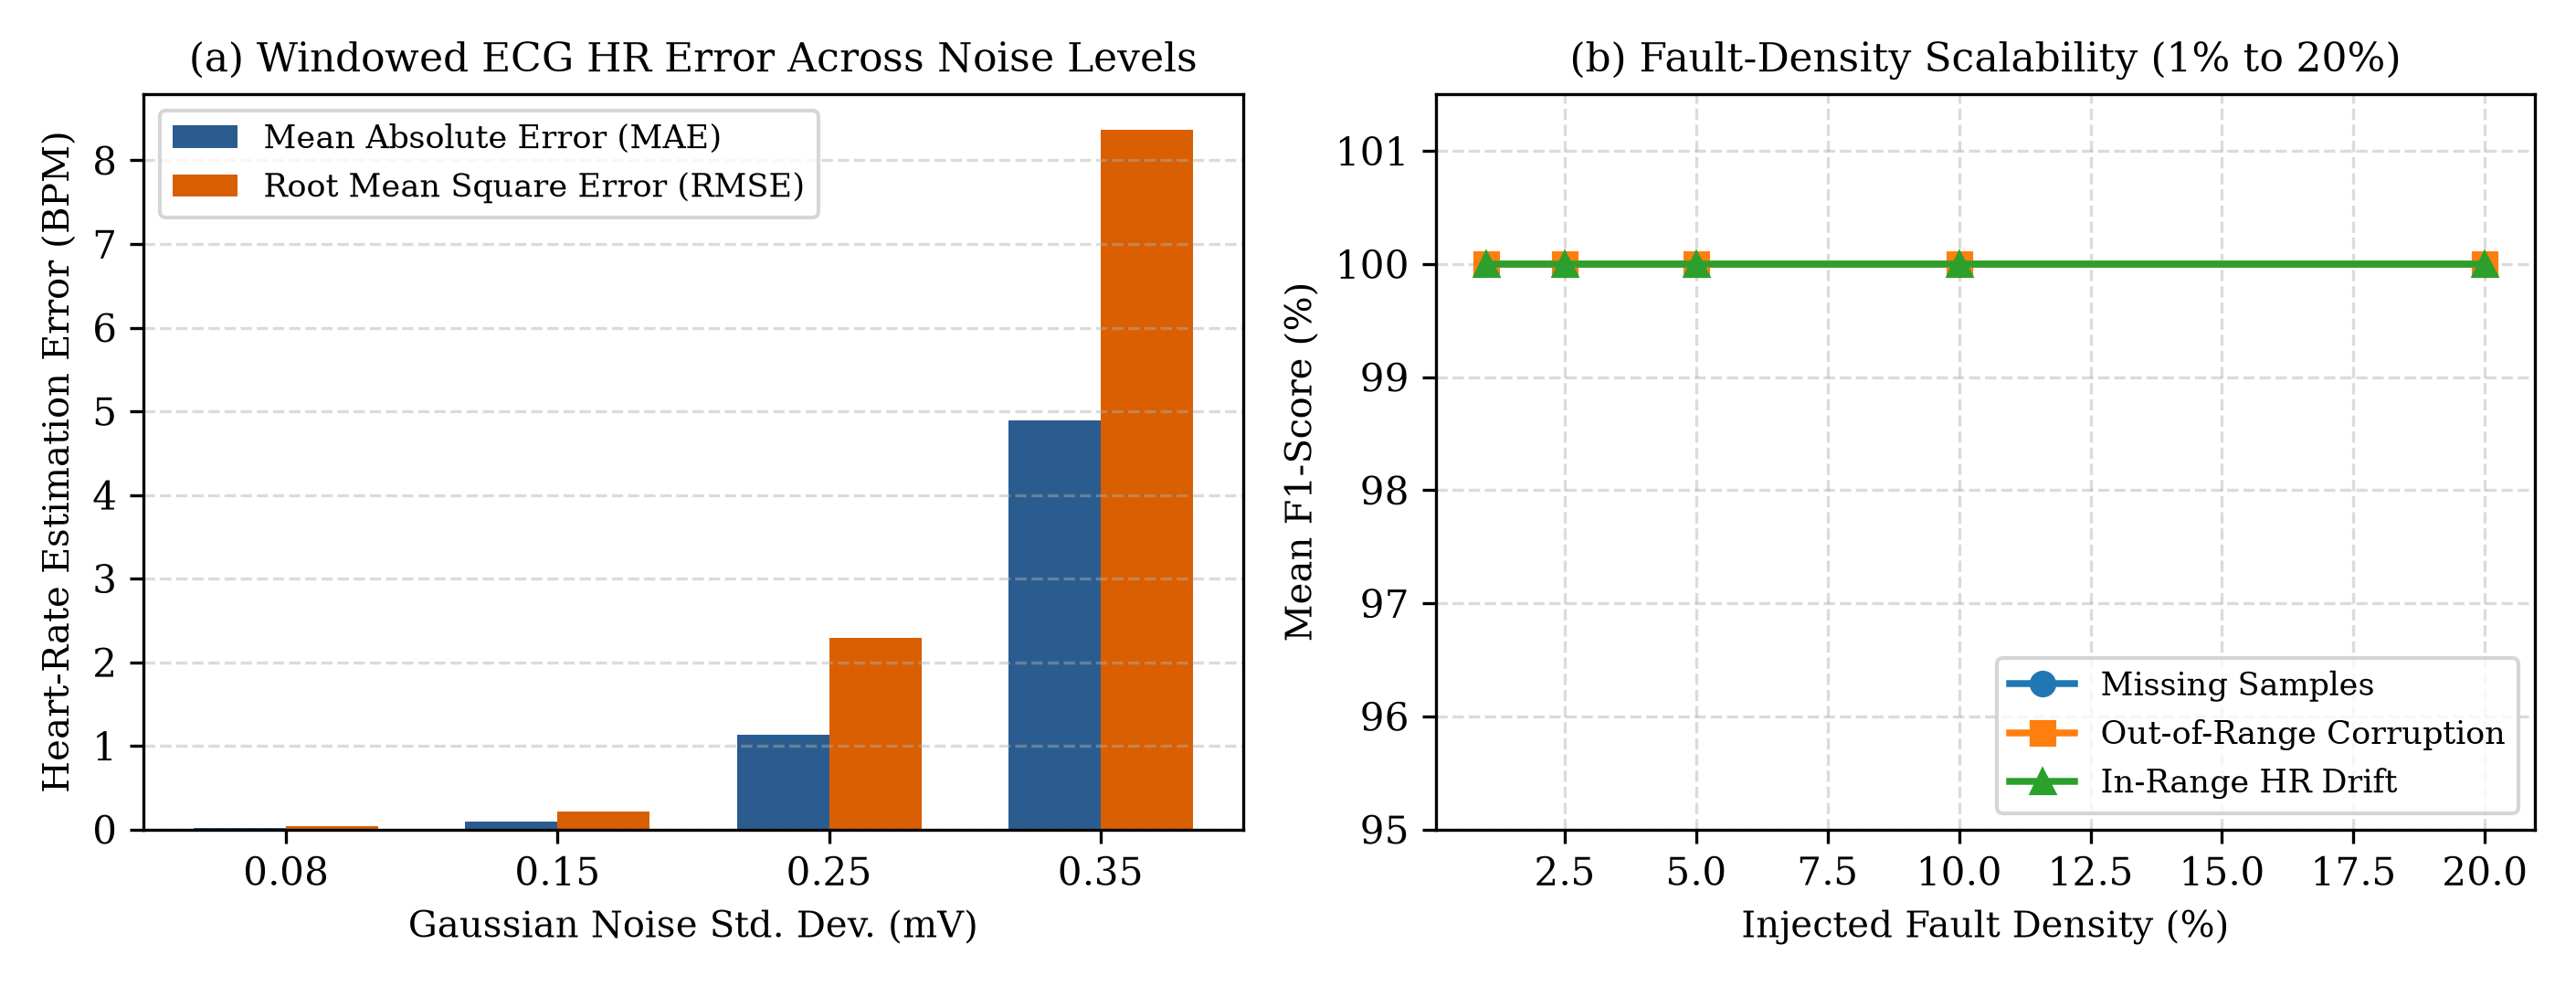 (a) Windowed ECG HR Error Across Noise Levels
Heart-Rate Estimation Error (BPM)
8
7
6
5
4
3
2
1
0
Mean Absolute Error (MAE)
Root Mean Square Error (RMSE)
0.08 0.15 0.25 0.35
Gaussian Noise Std. Dev. (mV)
(b) Fault-Density Scalability (1% to 20%)
Mean F1-Score (%)
101
100
99
98
97
96
95
Missing Samples
Out-of-Range Corruption
In-Range HR Drift
2.5 5.0 7.5 10.0 12.5 15.0 17.5 20.0
Injected Fault Density (%)